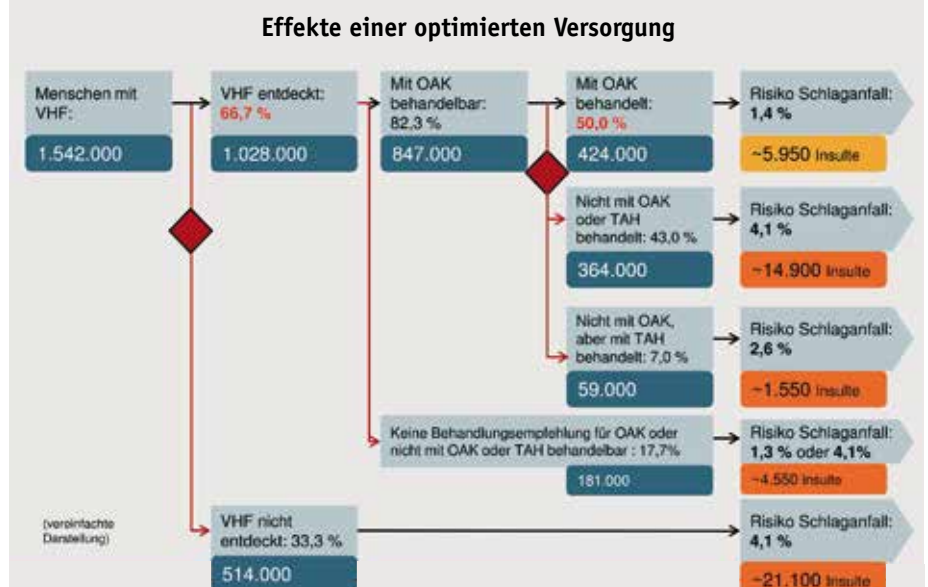 Effekte einer optimierten Versorgung
Menschen mit
VHF:
1.542.000
VHF entdeckt:
66,7 %
1.028.000
Mit OAK
behandelbar:
82,3 %
847.000
Mit OAK
behandelt:
50,0 %
424.000
Risiko Schlaganfall:
1,4 %
~5.950 Insulte
Nicht mit OAK
oder TAH
behandelt: 43,0 %
364.000
Risiko Schlaganfall:
4,1 %
~14.900 Insulte
Nicht mit OAK,
aber mit TAH
behandelt: 7,0 %
59.000
Risiko Schlaganfall:
2,6 %
~1.550 Insulte
Keine Behandlungsempfehlung für OAK oder
nicht mit OAK oder TAH behandelbar : 17,7%
181.000
Risiko Schlaganfall:
1,3 % oder 4,1%
~4.550 Insulte
(vereinfachte
Darstellung)
VHF nicht
entdeckt: 33,3 %
514.000
Risiko Schlaganfall:
4,1 %
~21.100 Insulte